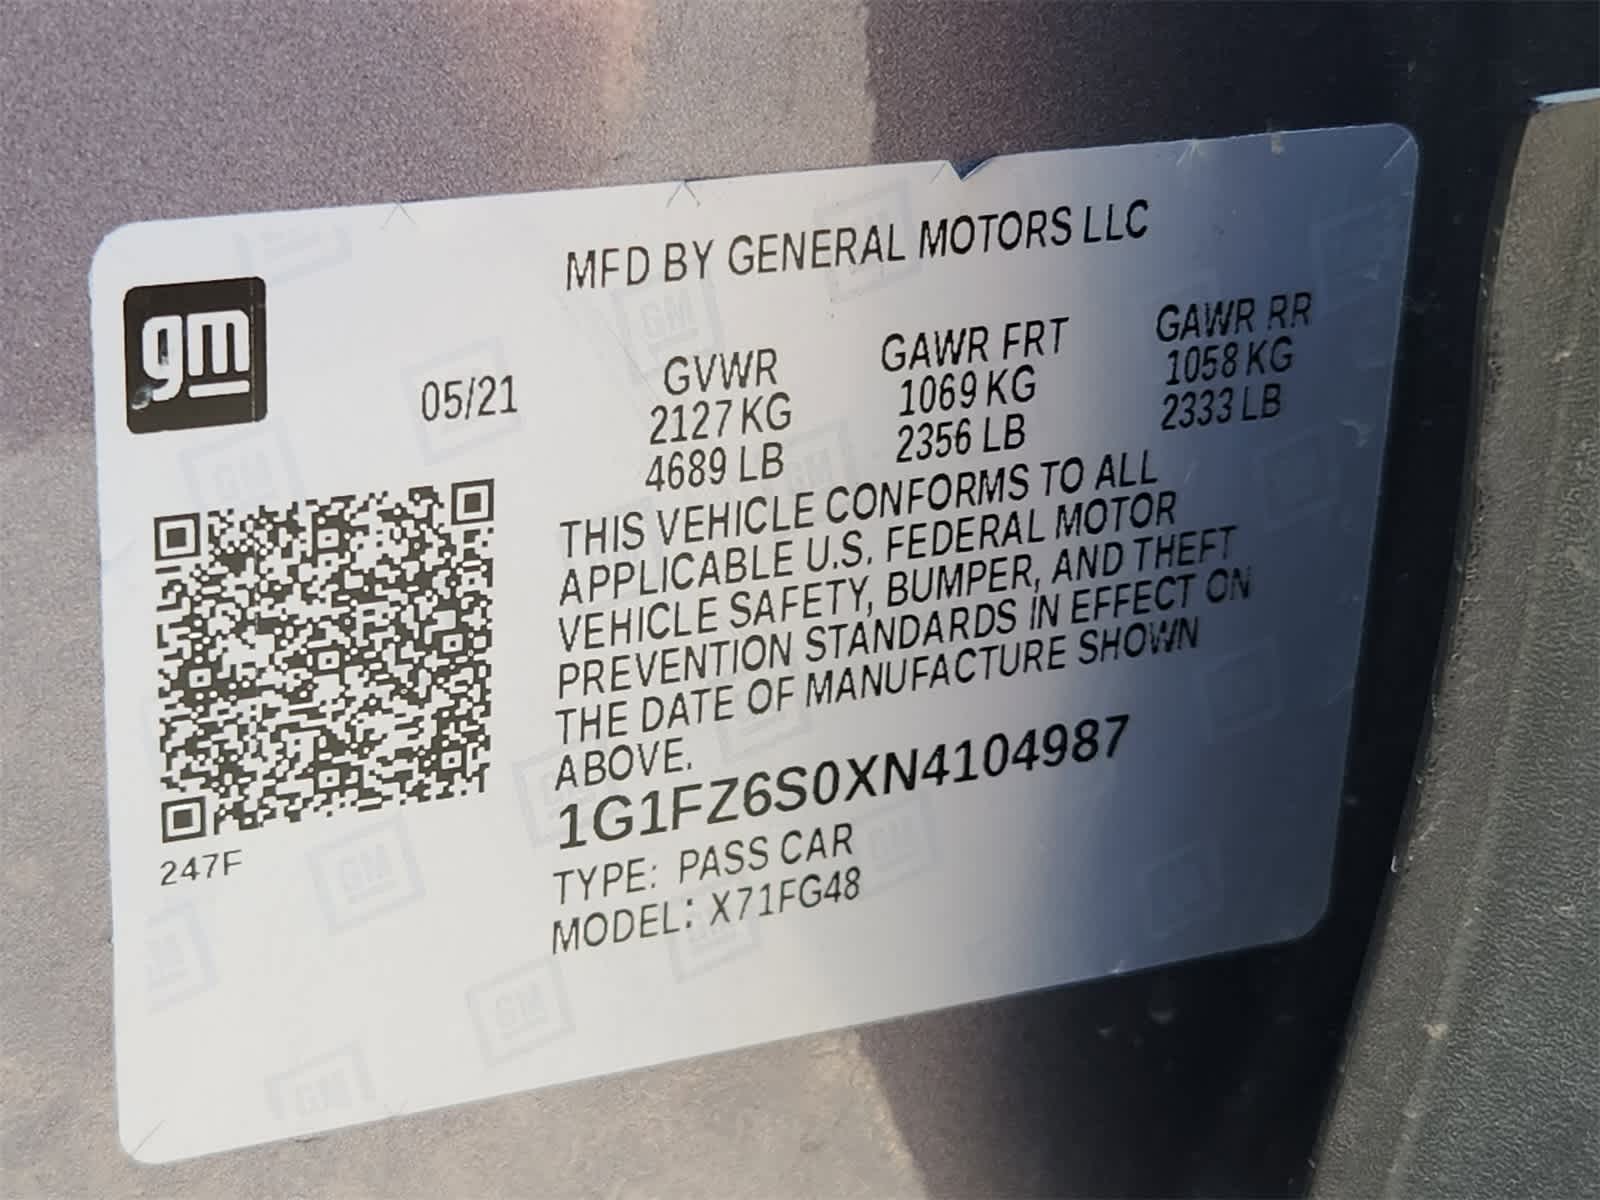 MFD BY GENERAL MOTORS LLC
gm
05/21
GVWR
2127 KG
4689 LB
GAWR FRT
1069 KG
2356 LB
GAWR RR
1058 KG
2333 LB
THIS VEHICLE CONFORMS TO ALL
APPLICABLE U.S. FEDERAL MOTOR
VEHICLE SAFETY, BUMPER, AND THEFT
PREVENTION STANDARDS IN EFFECT ON
THE DATE OF MANUFACTURE SHOWN
ABOVE.
1G1FZ6S0XN4104987
TYPE: PASS CAR
MODEL: X71FG48
247F